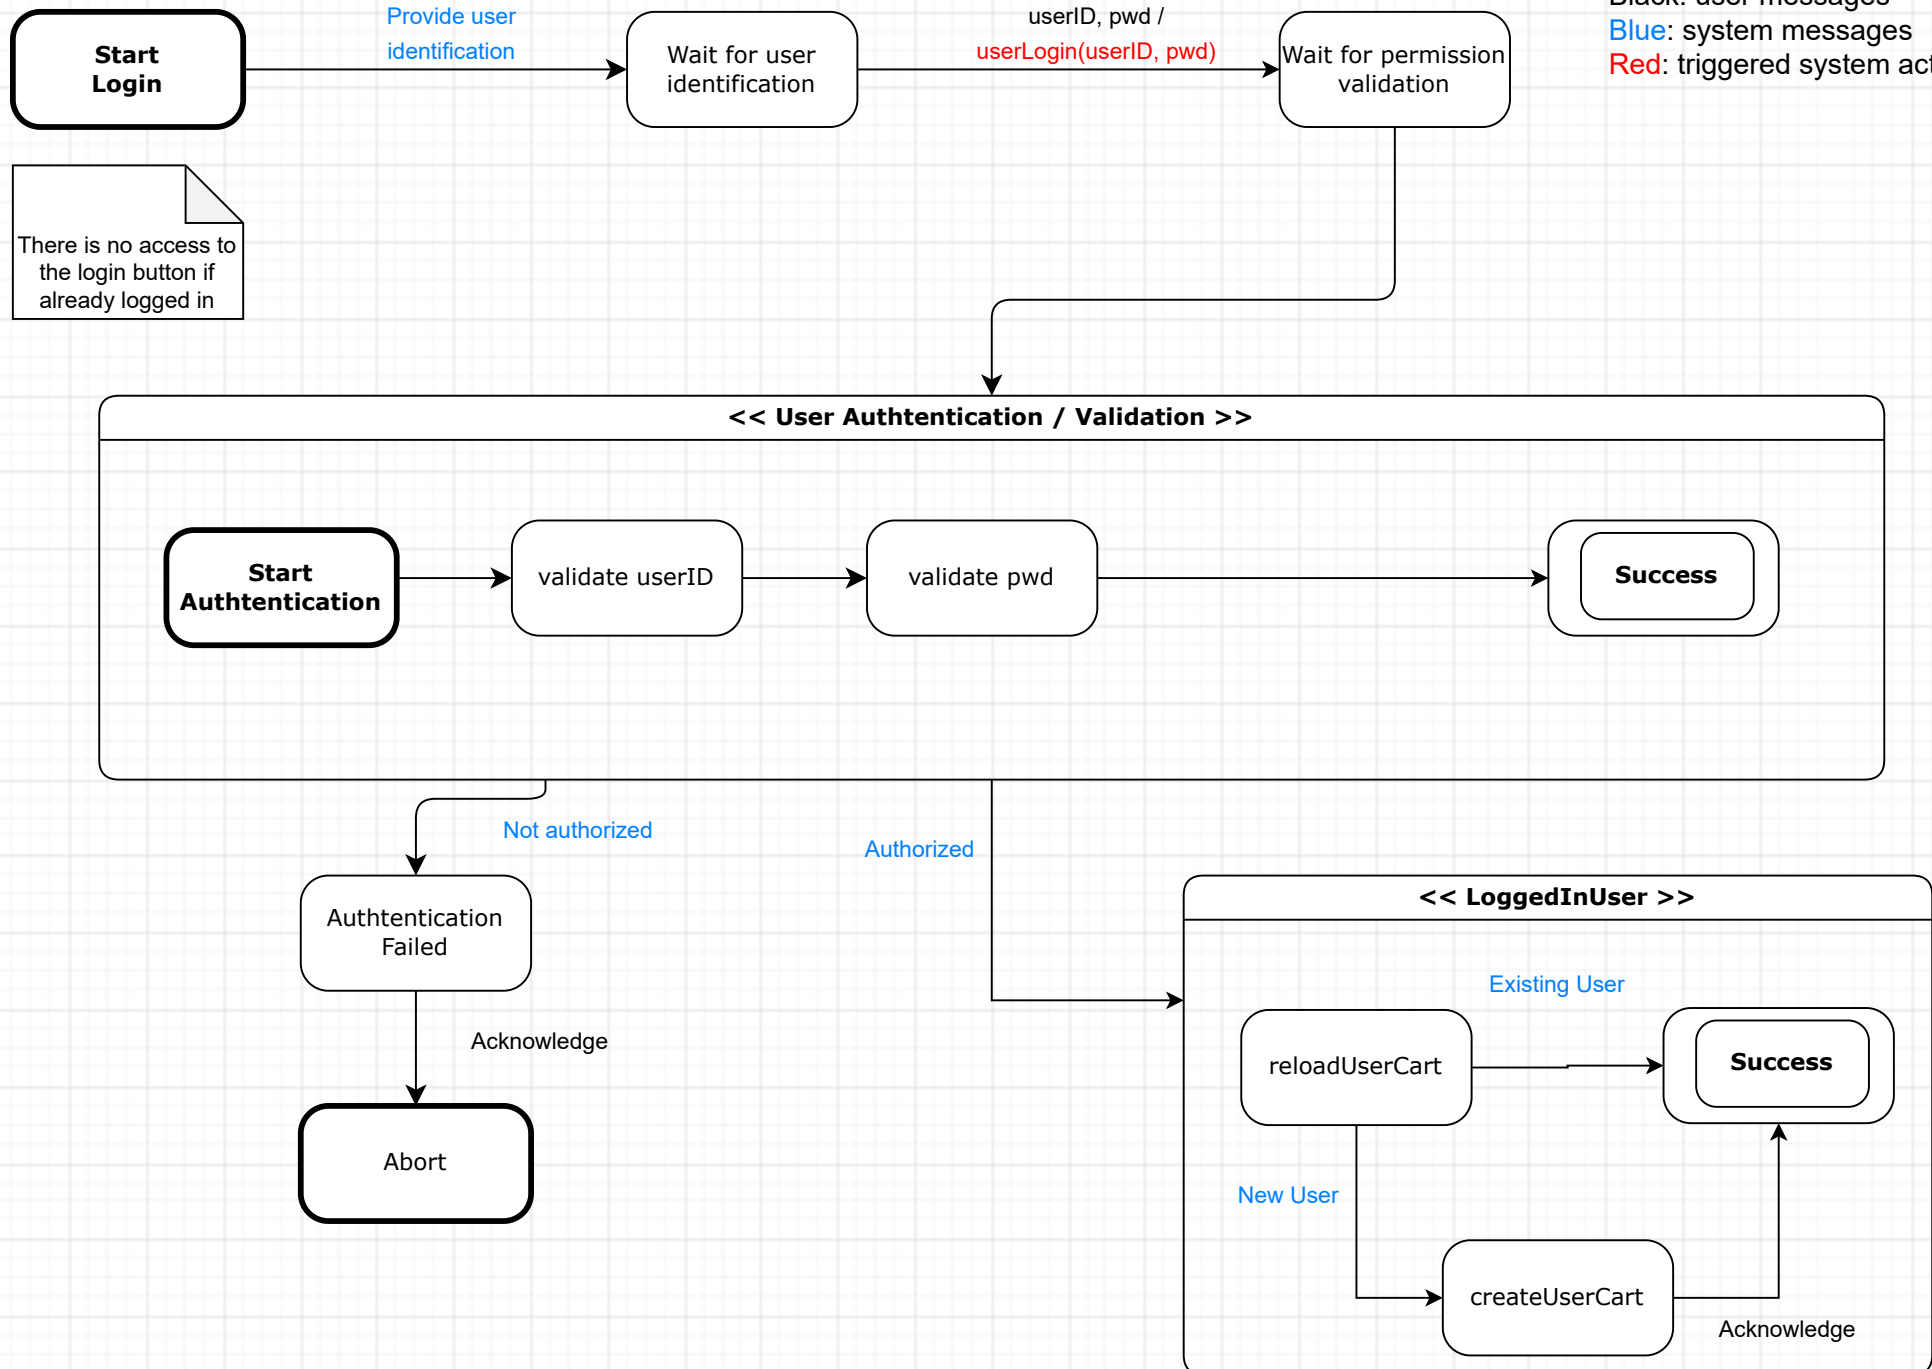 Start
Login
Provide user
identification
Wait for user
identification
userID, pwd /
userLogin(userID, pwd)
Wait for permission
validation
Black: user messages
Blue: system messages
Red: triggered system
There is no access to
the login button if
already logged in
<< User Authtentication / Validation >>
Start
Authtentication
validate userID
validate pwd
Success
Not authorized
Authorized
Authtentication
Failed
Acknowledge
Abort
<< LoggedInUser >>
Existing User
reloadUserCart
Success
New User
createUserCart
Acknowledge